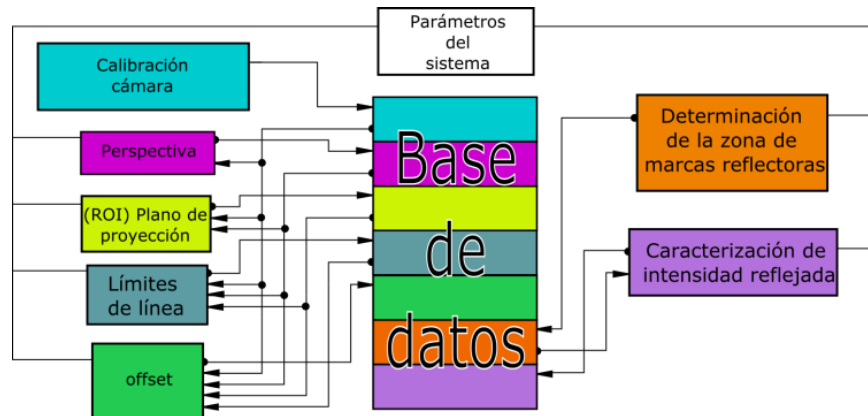 Parámetros
del
sistema
Calibración
cámara
Perspectiva
(ROI) Plano de
proyección
Límites
de línea
offset
Base
de
datos
Determinación
de la zona de
marcas reflectoras
Caracterización de
intensidad reflejada